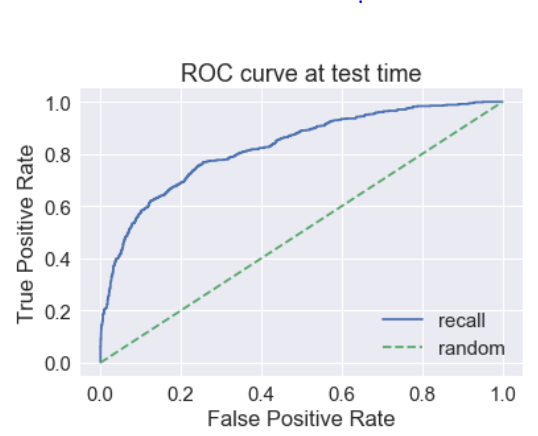 ROC curve at test time
True Positive Rate
1.0
0.8
0.6
0.4
0.2
0.0
recall
random
0.0 0.2 0.4 0.6 0.8 1.0
False Positive Rate